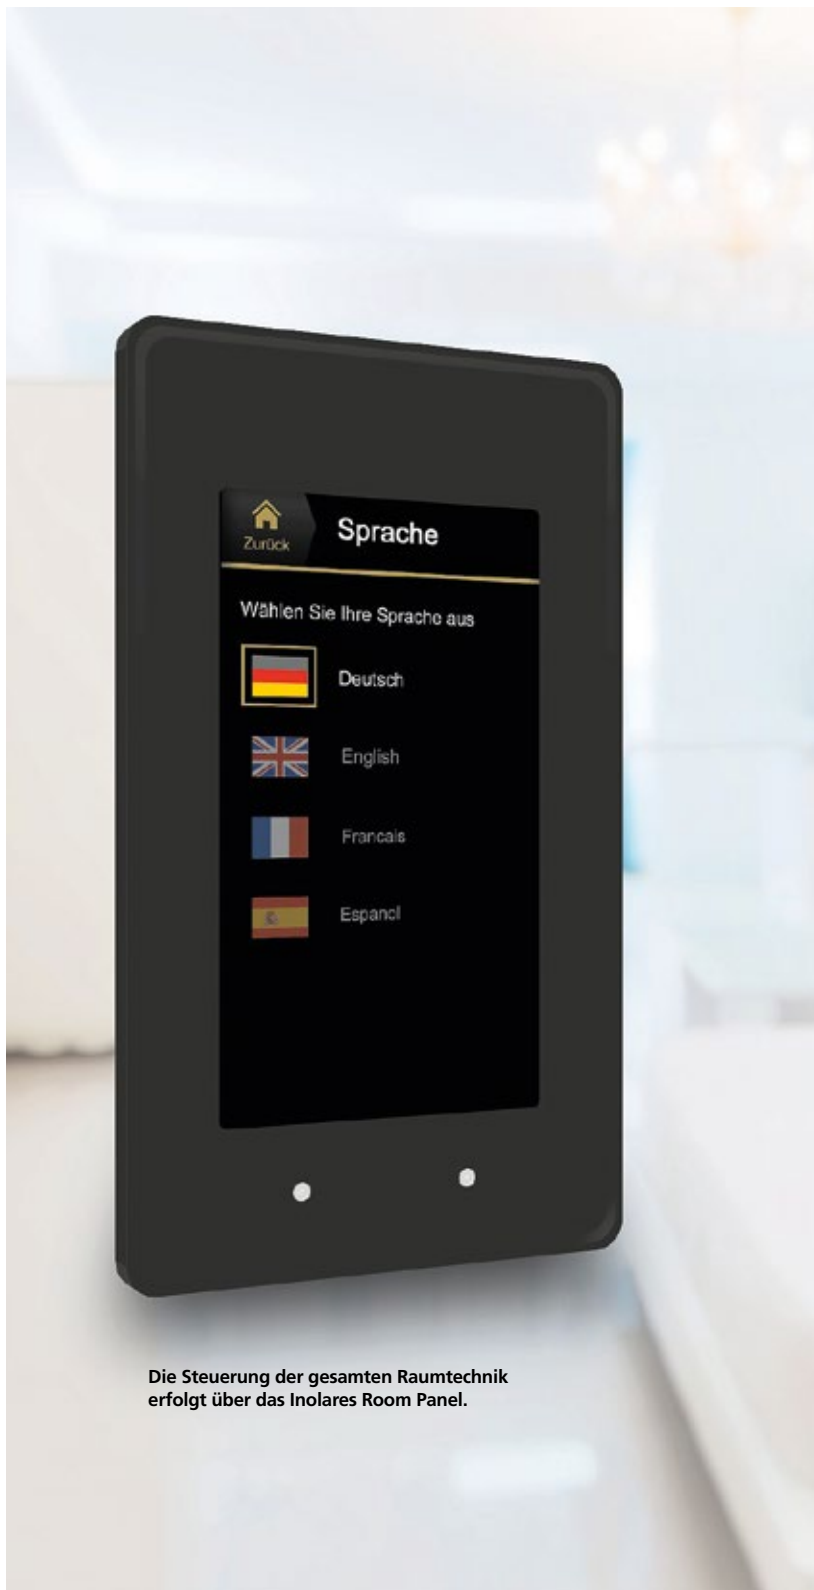 Zurück
Sprache
Wählen Sie Ihre Sprache aus
Deutsch
English
Francais
Espanol
Die Steuerung der gesamten Raumtechnik
erfolgt über das Inolares Room Panel.